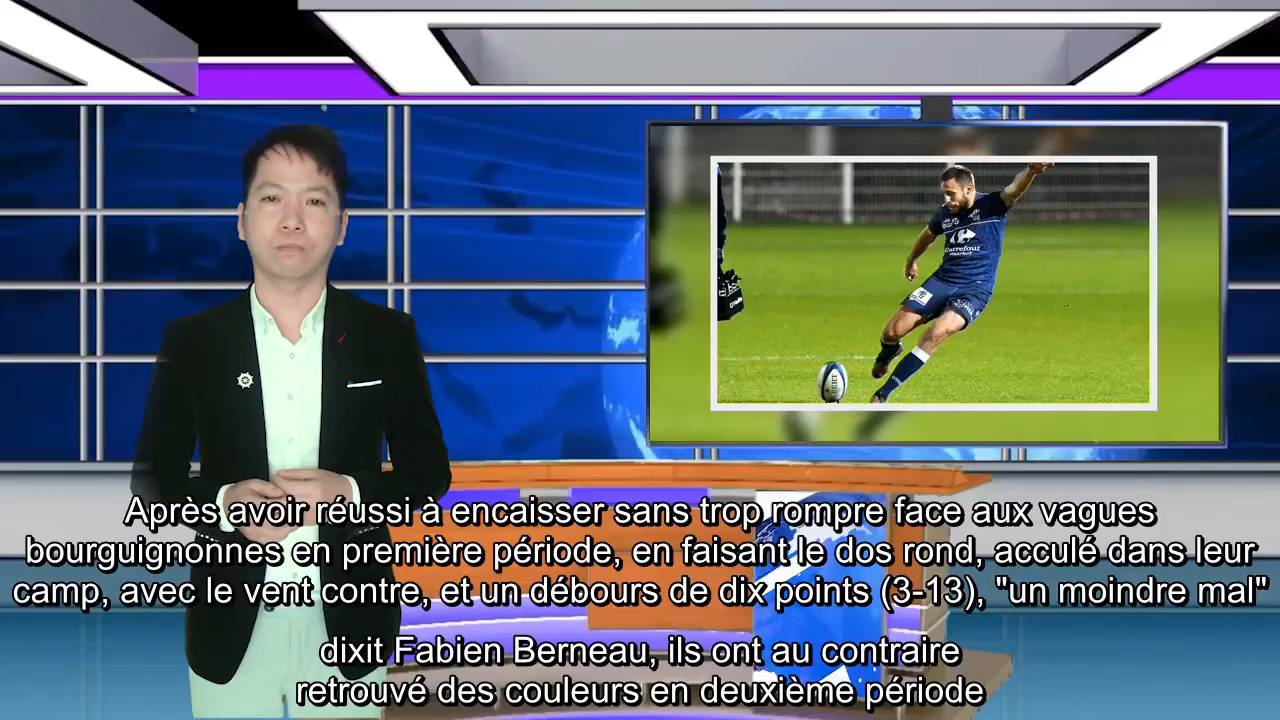 Carrefour
market
Après avoir réussi à encaisser sans trop rompre face aux vagues
bourguignonnes en première période, en faisant le dos rond, acculé dans leur
camp, avec le vent contre, et un débours de dix points (3-13), "un moindre mal"
dixit Fabien Berneau, ils ont au contraire
retrouvé des couleurs en deuxième période